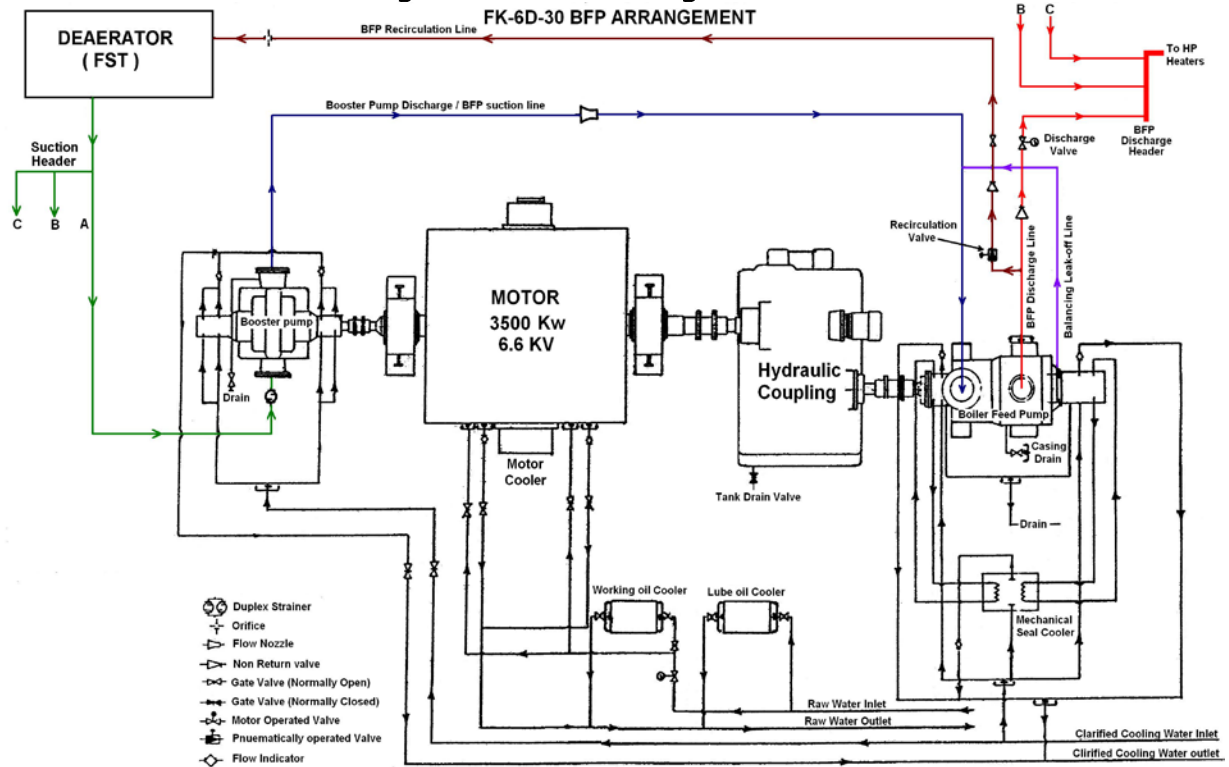 FK-6D-30 BFP ARRANGEMENT
DEAERATOR
( FST )
BFP Recirculation Line
B
C
To HP
Heaters
Booster Pump Discharge / BFP suction line
Discharge
Valve
BFP
Discharge
Header
Suction
Header
C
B
A
Recirculation
Valve
BFP Discharge Line
Balancing Leak-off Line
MOTOR
3500 Kw
6.6 KV
Booster pump
Hydraulic
Coupling
Drain
Boiler Feed Pump
Casing
Drain
Motor
Cooler
Tank Drain Valve
Drain
Working oil Cooler
Lube oil Cooler
Mechanical
Seal Cooler
Duplex Strainer
Orifice
Flow Nozzle
Non Return valve
Gate Valve (Normally Open)
Gate Valve (Normally Closed)
Motor Operated Valve
Pnuematically operated Valve
Flow Indicator
Raw Water Inlet
Raw Water Outlet
Clarified Cooling Water Inlet
Clirified Cooling Water outlet